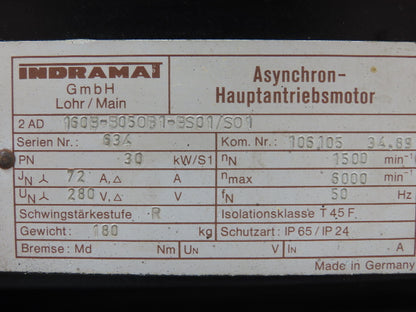 INDRAMAT
GmbH
Lohr/Main
Asynchron-
Hauptantriebsmotor
2 AD 160B-B05OB1-BS01/S01
Serien Nr.: 634 Kom. Nr.: 106105 34.89
PN 30 kW/S1 nN 1500 min-1
JN ⅄ 72 A, △ A nmax 6000 min-1
UN ⅄ 280 V, △ V fN 50 Hz
Schwingstärkestufe R Isolationsklasse † 45 F.
Gewicht: 180 kg Schutzart: IP 65 / IP 24
Bremse: Md Nm UN V IN A
Made in Germany